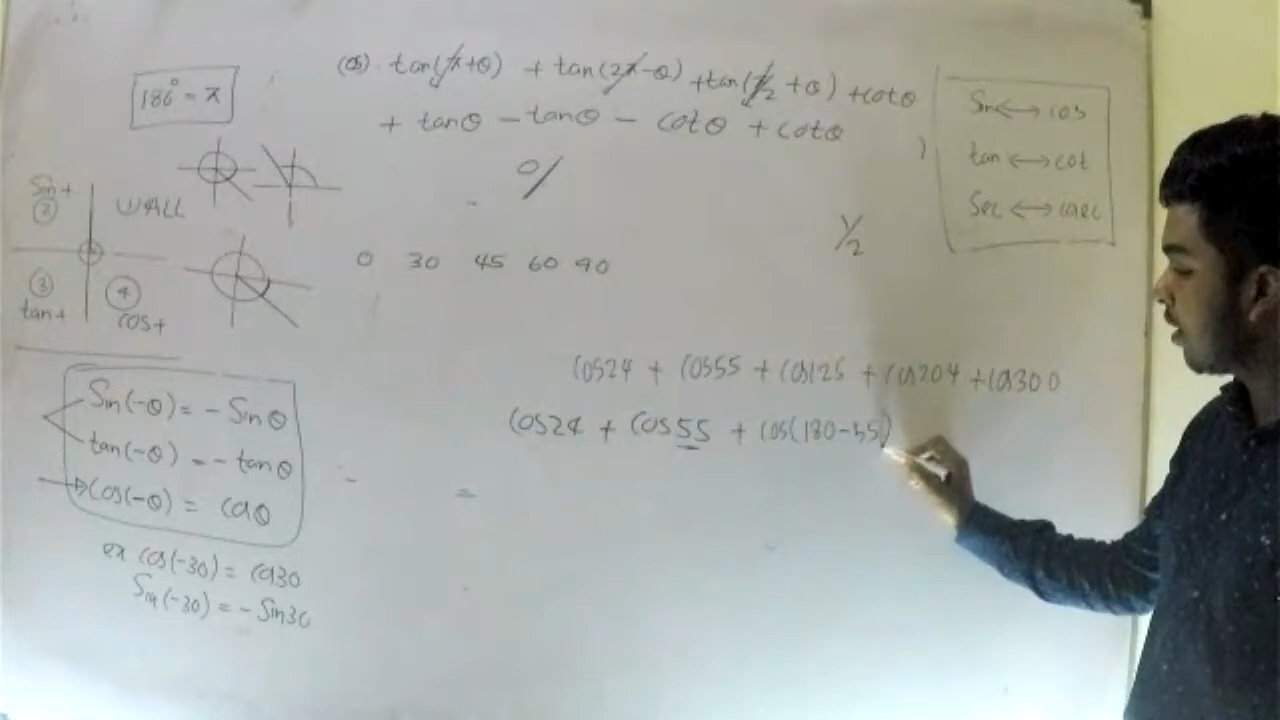 (Q). tan(π+θ) + tan(2π-θ) + tan(π/2 + θ) + cotθ
+ tanθ - tanθ - cotθ + cotθ
0/
180° = π
Sin ↔ cos
tan ↔ cot
Sec ↔ cosec
Sin+
②
WALL
③
tan+
④
cos+
0 30 45 60 90
1/2
Sin(-θ) = - Sinθ
tan(-θ) = - tanθ
Cos(-θ) = Cosθ
ex cos(-30) = cos30
Sin(-30) = - Sin30
Cos24 + Cos55 + Cos125 + Cos204 + Cos300
Cos24 + Cos55 + Cos(180-55)
=